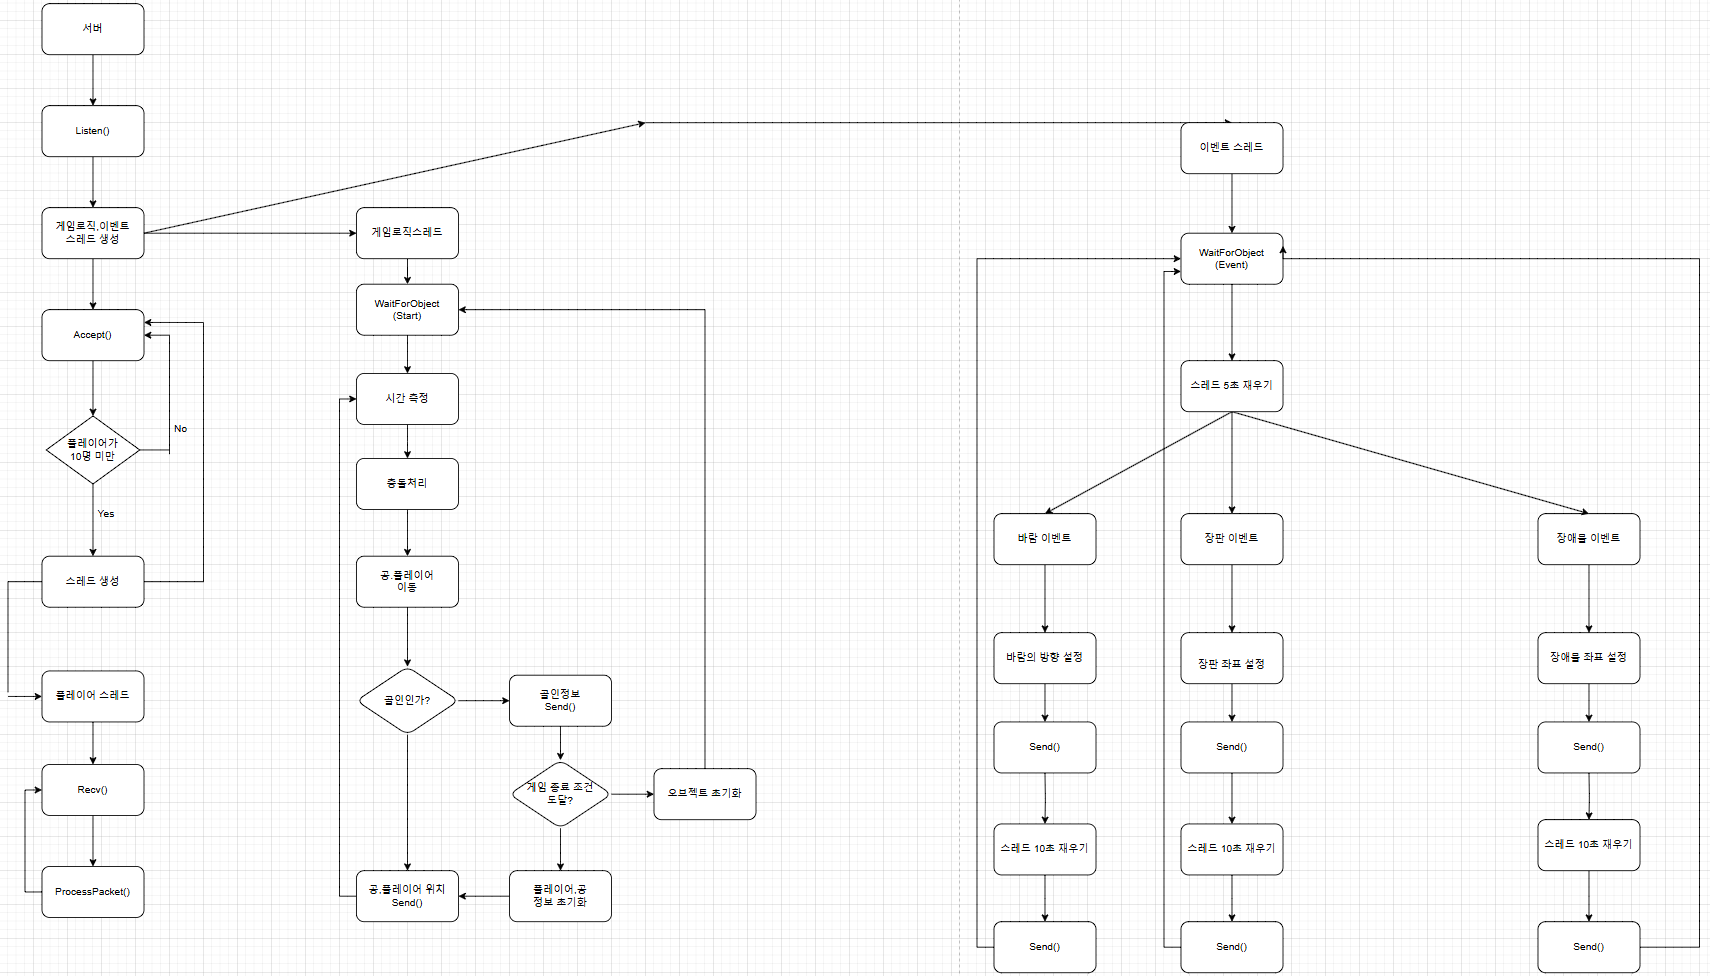 서버
Listen()
게임로직,이벤트
스레드 생성
Accept()
플레이어가
10명 미만
No
Yes
스레드 생성
플레이어 스레드
Recv()
ProcessPacket()
게임로직스레드
WaitForObject
(Start)
시간 측정
충돌처리
공,플레이어
이동
골인인가?
골인정보
Send()
게임 종료 조건
도달?
오브젝트 초기화
공,플레이어 위치
Send()
플레이어,공
정보 초기화
이벤트 스레드
WaitForObject
(Event)
스레드 5초 재우기
바람 이벤트
바람의 방향 설정
Send()
스레드 10초 재우기
Send()
장판 이벤트
장판 좌표 설정
Send()
스레드 10초 재우기
Send()
장애물 이벤트
장애물 좌표 설정
Send()
스레드 10초 재우기
Send()